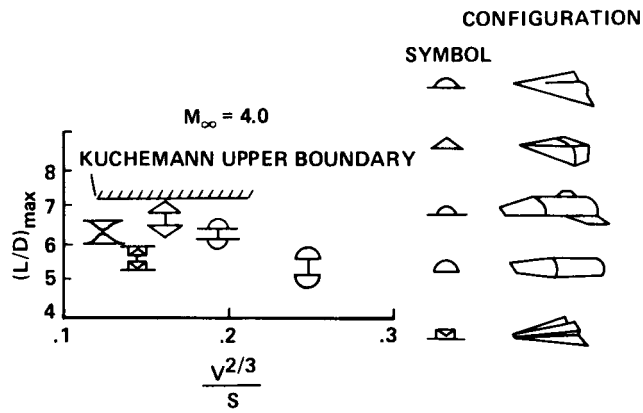 CONFIGURATION
SYMBOL
M∞ = 4.0
KUCHEMANN UPPER BOUNDARY
(L/D)max
8
7
6
5
4
.1
.2
.3
V2/3
S